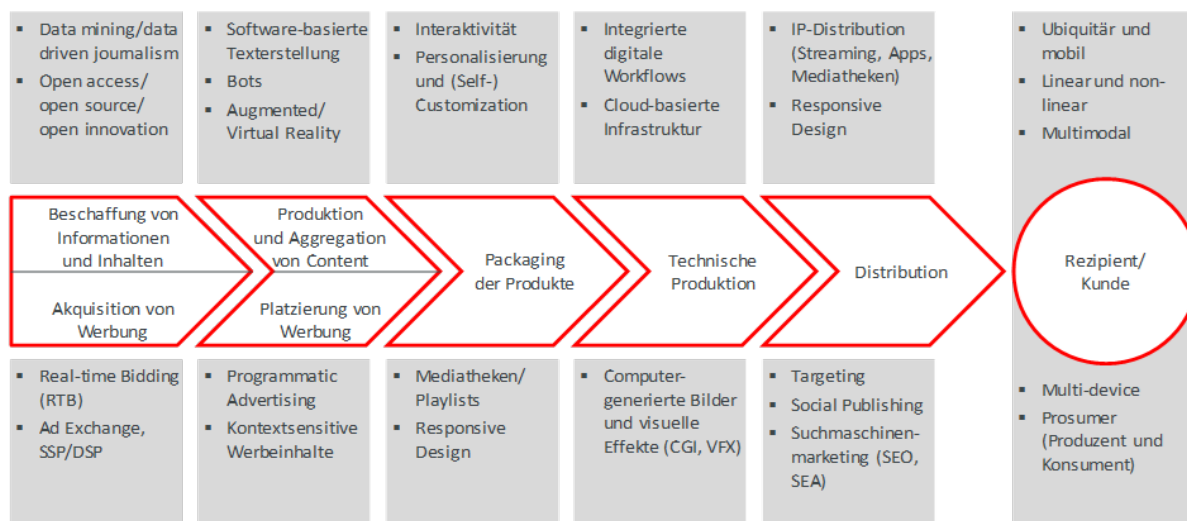 ▪ Data mining/data
driven journalism
▪ Open access/
open source/
open innovation
▪ Software-basierte
Texterstellung
▪ Bots
▪ Augmented/
Virtual Reality
▪ Interaktivität
▪ Personalisierung
und (Self-)
Customization
▪ Integrierte
digitale
Workflows
▪ Cloud-basierte
Infrastruktur
▪ IP-Distribution
(Streaming, Apps,
Mediatheken)
▪ Responsive
Design
▪ Ubiquitär und
mobil
▪ Linear und non-
linear
▪ Multimodal
Beschaffung von
Informationen
und Inhalten
Akquisition von
Werbung
Produktion
und Aggregation
von Content
Platzierung von
Werbung
Packaging
der Produkte
Technische
Produktion
Distribution
Rezipient/
Kunde
▪ Real-time Bidding
(RTB)
▪ Ad Exchange,
SSP/DSP
▪ Programmatic
Advertising
▪ Kontextsensitive
Werbeinhalte
▪ Mediatheken/
Playlists
▪ Responsive
Design
▪ Computer-
generierte Bilder
und visuelle
Effekte (CGI, VFX)
▪ Targeting
▪ Social Publishing
▪ Suchmaschinen-
marketing (SEO,
SEA)
▪ Multi-device
▪ Prosumer
(Produzent und
Konsument)